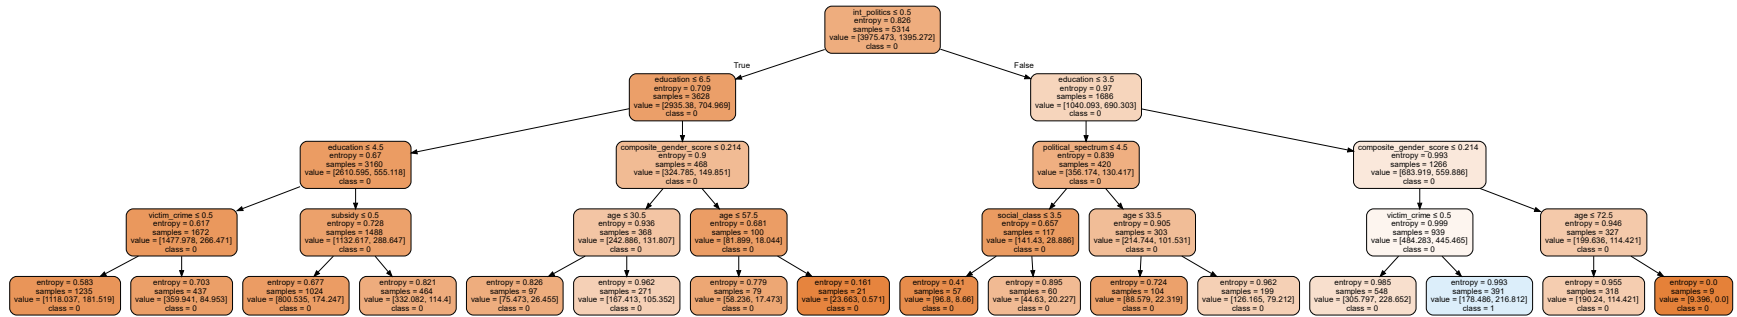 int_politics ≤ 0.5
entropy = 0.826
samples = 5314
value = [3975.473, 1395.272]
class = 0
True
False
education ≤ 6.5
entropy = 0.709
samples = 3628
value = [2935.38, 704.969]
class = 0
education ≤ 3.5
entropy = 0.97
samples = 1686
value = [1040.093, 690.303]
class = 0
education ≤ 4.5
entropy = 0.67
samples = 3160
value = [2610.595, 555.118]
class = 0
composite_gender_score ≤ 0.214
entropy = 0.9
samples = 468
value = [324.785, 149.851]
class = 0
political_spectrum ≤ 4.5
entropy = 0.839
samples = 420
value = [356.174, 130.417]
class = 0
composite_gender_score ≤ 0.214
entropy = 0.993
samples = 1266
value = [683.919, 559.886]
class = 0
victim_crime ≤ 0.5
entropy = 0.617
samples = 1672
value = [1477.978, 266.471]
class = 0
subsidy ≤ 0.5
entropy = 0.728
samples = 1488
value = [1132.617, 288.647]
class = 0
age ≤ 30.5
entropy = 0.936
samples = 368
value = [242.886, 131.807]
class = 0
age ≤ 57.5
entropy = 0.681
samples = 100
value = [81.899, 18.044]
class = 0
social_class ≤ 3.5
entropy = 0.657
samples = 117
value = [141.43, 28.886]
class = 0
age ≤ 33.5
entropy = 0.905
samples = 303
value = [214.744, 101.531]
class = 0
victim_crime ≤ 0.5
entropy = 0.999
samples = 939
value = [484.283, 445.465]
class = 0
age ≤ 72.5
entropy = 0.946
samples = 327
value = [199.636, 114.421]
class = 0
entropy = 0.583
samples = 1235
value = [1118.037, 181.519]
class = 0
entropy = 0.703
samples = 437
value = [359.941, 84.953]
class = 0
entropy = 0.677
samples = 1024
value = [800.535, 174.247]
class = 0
entropy = 0.821
samples = 464
value = [332.082, 114.4]
class = 0
entropy = 0.826
samples = 97
value = [75.473, 26.455]
class = 0
entropy = 0.962
samples = 271
value = [167.413, 105.352]
class = 0
entropy = 0.779
samples = 79
value = [58.236, 17.473]
class = 0
entropy = 0.161
samples = 21
value = [23.663, 0.571]
class = 0
entropy = 0.41
samples = 57
value = [96.8, 8.66]
class = 0
entropy = 0.895
samples = 60
value = [44.63, 20.227]
class = 0
entropy = 0.724
samples = 104
value = [88.579, 22.319]
class = 0
entropy = 0.962
samples = 199
value = [126.165, 79.212]
class = 0
entropy = 0.985
samples = 548
value = [305.797, 228.652]
class = 0
entropy = 0.993
samples = 391
value = [178.486, 216.812]
class = 1
entropy = 0.955
samples = 318
value = [190.24, 114.421]
class = 0
entropy = 0.0
samples = 9
value = [9.396, 0.0]
class = 0